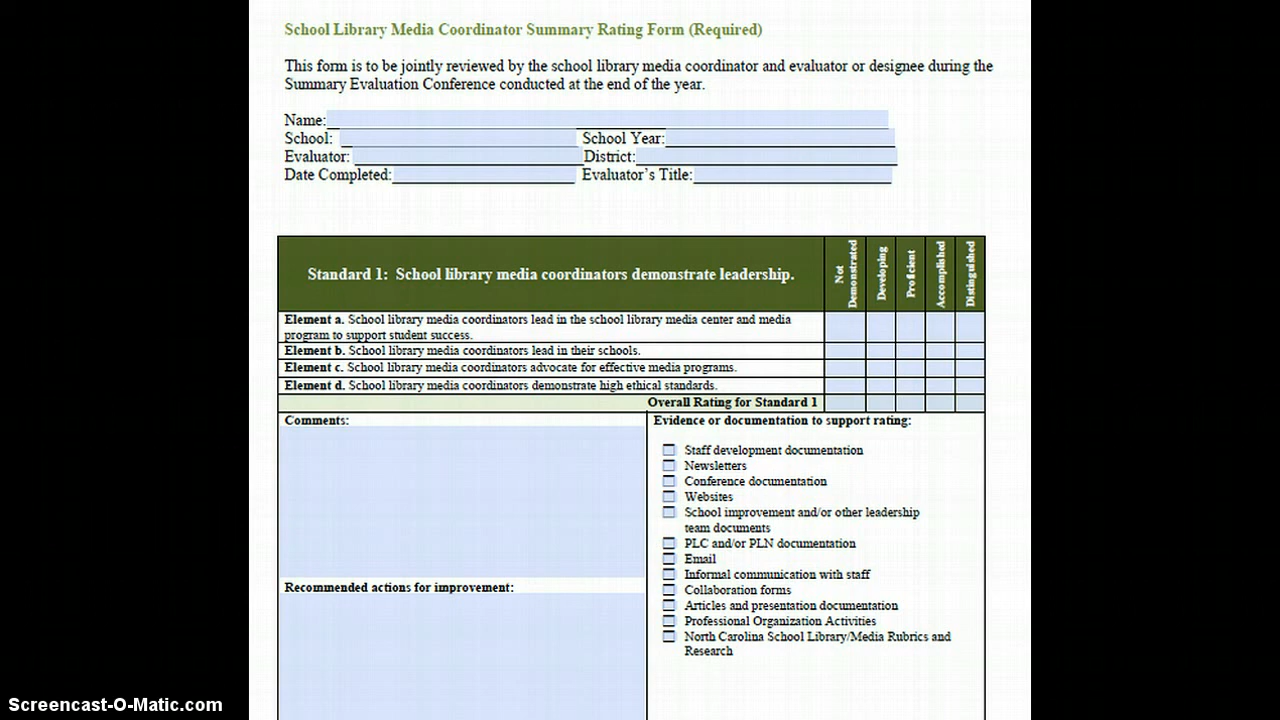 School Library Media Coordinator Summary Rating Form (Required)
This form is to be jointly reviewed by the school library media coordinator and evaluator or designee during the
Summary Evaluation Conference conducted at the end of the year.
Name:
School: School Year:
Evaluator: District:
Date Completed: Evaluator's Title:
Standard 1: School library media coordinators demonstrate leadership.
Not
Demonstrated
Developing
Proficient
Accomplished
Distinguished
Element a. School library media coordinators lead in the school library media center and media
program to support student success.
Element b. School library media coordinators lead in their schools.
Element c. School library media coordinators advocate for effective media programs.
Element d. School library media coordinators demonstrate high ethical standards.
Overall Rating for Standard 1
Comments:
Recommended actions for improvement:
Evidence or documentation to support rating:
Staff development documentation
Newsletters
Conference documentation
Websites
School improvement and/or other leadership
team documents
PLC and/or PLN documentation
Email
Informal communication with staff
Collaboration forms
Articles and presentation documentation
Professional Organization Activities
North Carolina School Library/Media Rubrics and
Research
Screencast-O-Matic.com